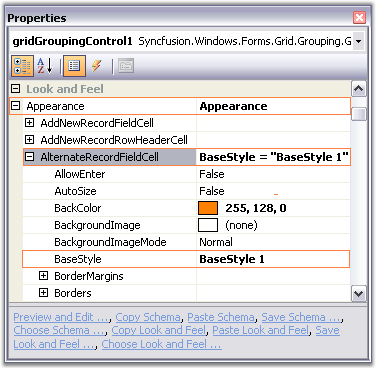 Properties
gridGroupingControl1 Syncfusion.Windows.Forms.Grid.Grouping.G
Look and Feel
Appearance Appearance
AddNewRecordFieldCell
AddNewRecordRowHeaderCell
AlternateRecordFieldCell BaseStyle = "BaseStyle 1"
AllowEnter False
AutoSize False
BackColor 255, 128, 0
BackgroundImage (none)
BackgroundImageMode Normal
BaseStyle BaseStyle 1
BorderMargins
Borders
Preview and Edit ..., Copy Schema, Paste Schema, Save Schema ...,
Choose Schema ..., Copy Look and Feel, Paste Look and Feel, Save
Look and Feel ..., Choose Look and Feel ...